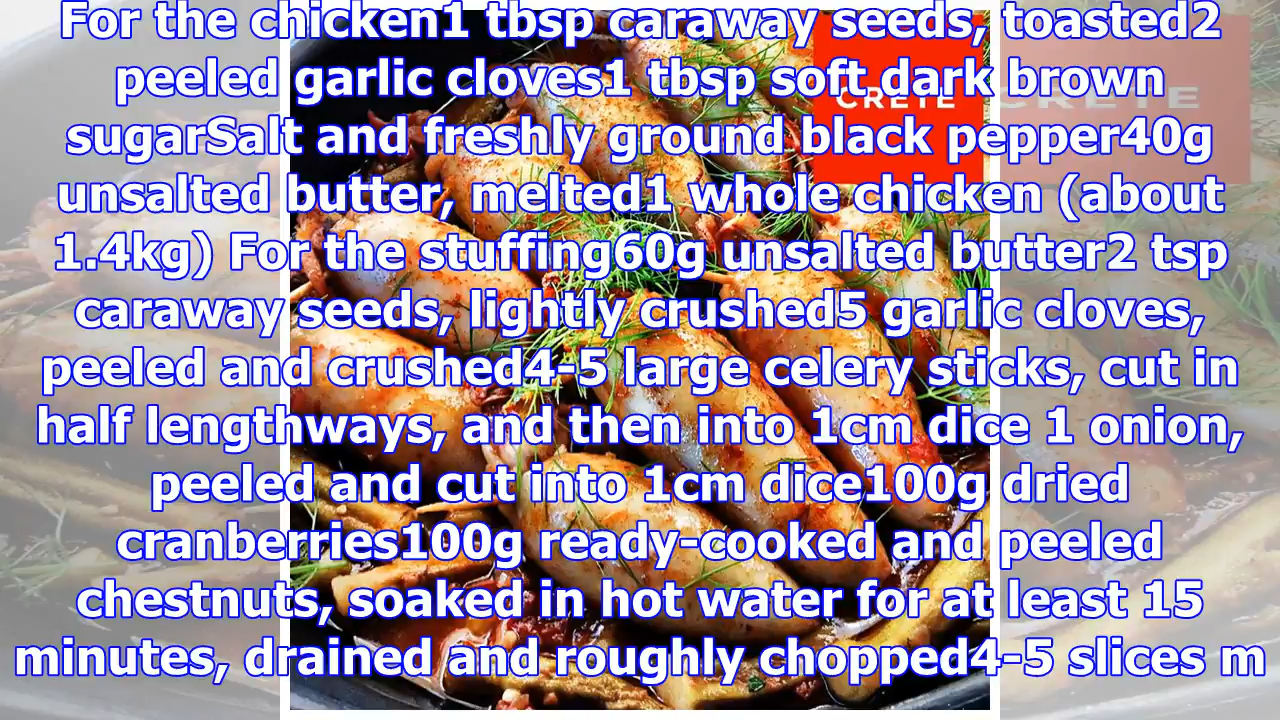 For the chicken1 tbsp caraway seeds, toasted2
peeled garlic cloves1 tbsp soft dark brown
sugarSalt and freshly ground black pepper40g
unsalted butter, melted1 whole chicken (about
1.4kg) For the stuffing60g unsalted butter2 tsp
caraway seeds, lightly crushed5 garlic cloves,
peeled and crushed4-5 large celery sticks, cut in
half lengthways, and then into 1cm dice 1 onion,
peeled and cut into 1cm dice100g dried
cranberries100g ready-cooked and peeled
chestnuts, soaked in hot water for at least 15
minutes, drained and roughly chopped4-5 slices m
CRETE
CRETE